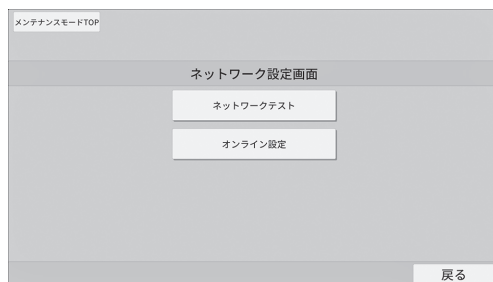 メンテナンスモードTOP
ネットワーク設定画面
ネットワークテスト
オンライン設定
戻る